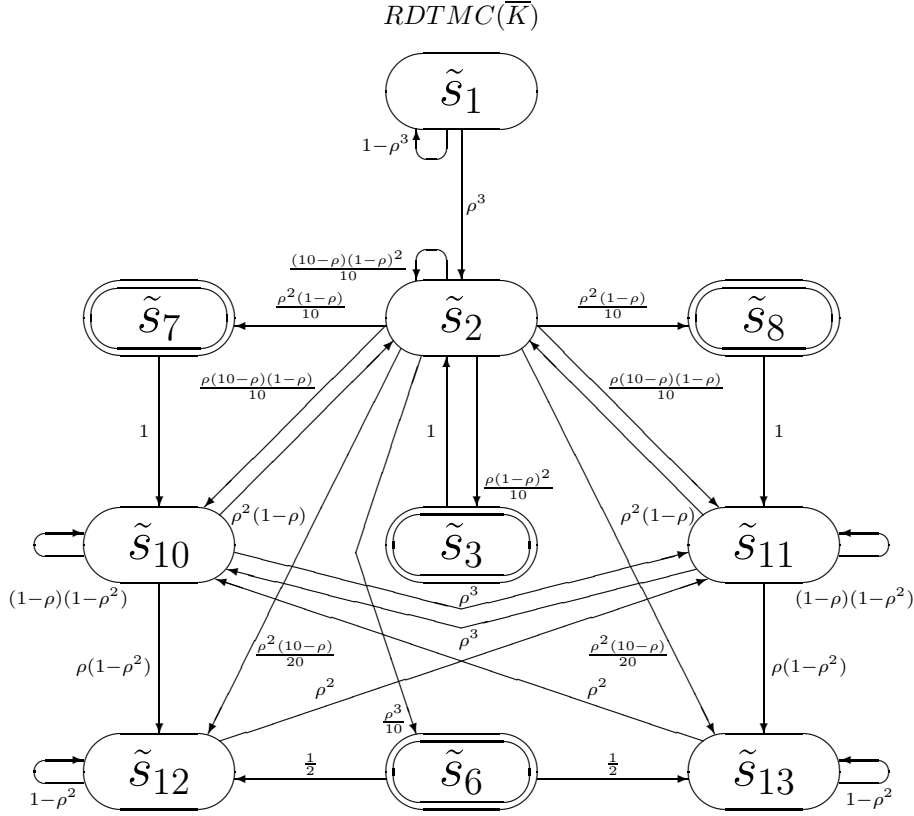 RDTMC(K̅)
s̃₁
1−ρ³
ρ³
(10−ρ)(1−ρ)²/10
s̃₇
ρ²(1−ρ)/10
s̃₂
ρ²(1−ρ)/10
s̃₈
ρ(10−ρ)(1−ρ)/10
ρ(10−ρ)(1−ρ)/10
1
1
1
ρ(1−ρ)²/10
ρ²(1−ρ)
ρ²(1−ρ)
s̃₁₀
s̃₃
s̃₁₁
(1−ρ)(1−ρ²)
ρ³
(1−ρ)(1−ρ²)
ρ³
ρ(1−ρ²)
ρ²(10−ρ)/20
ρ²(10−ρ)/20
ρ(1−ρ²)
ρ²
ρ²
ρ³/10
s̃₁₂
1/2
s̃₆
1/2
s̃₁₃
1−ρ²
1−ρ²